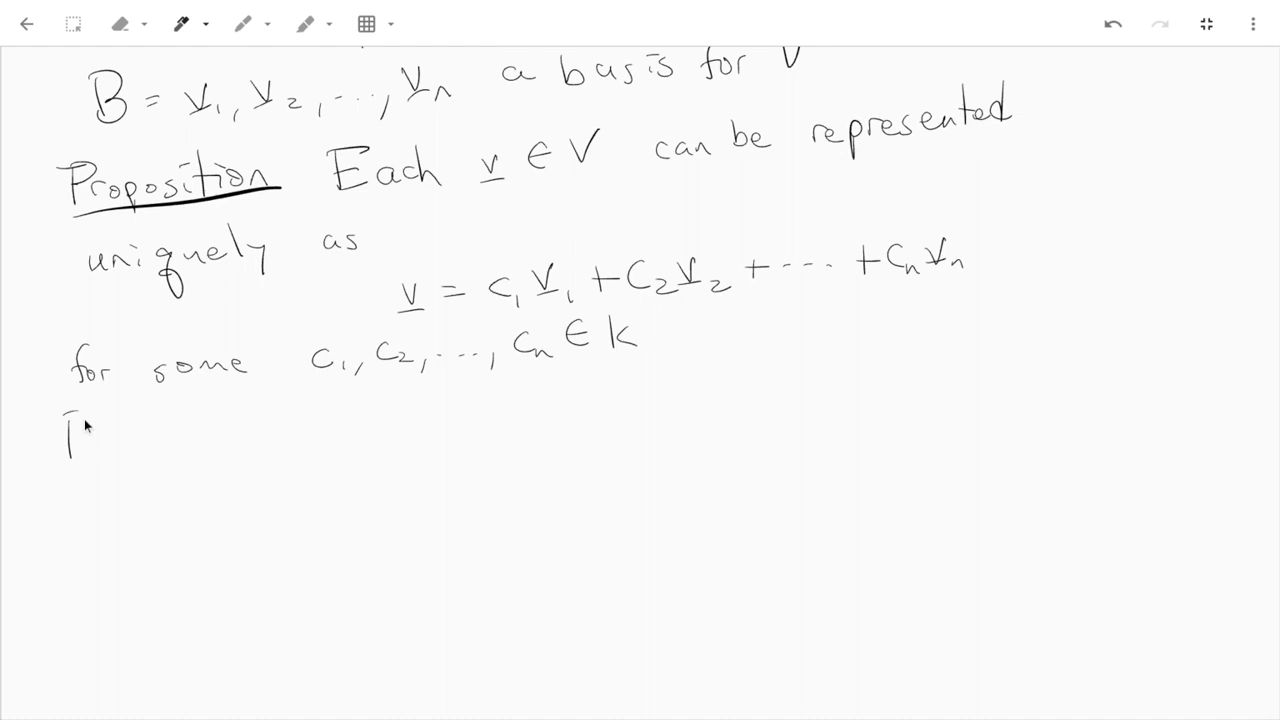 B = v₁, v₂, ..., vₙ a basis for V
Proposition Each v ∈ V can be represented
uniquely as
v = c₁v₁ + c₂v₂ + ... + cₙvₙ
for some c₁, c₂, ..., cₙ ∈ k